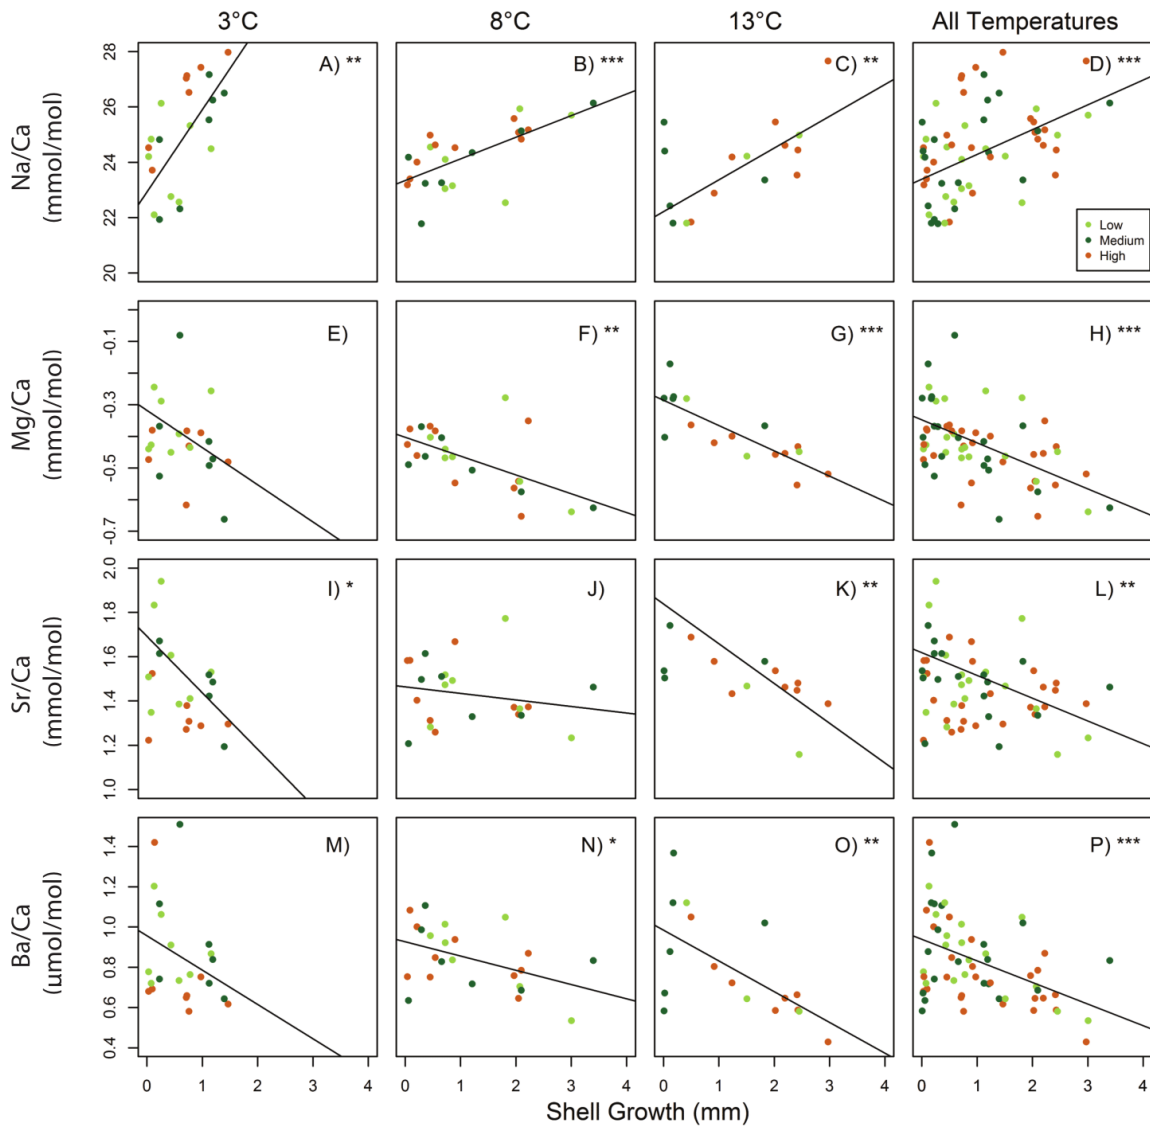 3°C 8°C 13°C All Temperatures
Na/Ca
(mmol/mol)
28
26
24
22
20
A) ** B) *** C) ** D) ***
Low
Medium
High
Mg/Ca
(mmol/mol)
-0.1
-0.3
-0.5
-0.7
E) F) ** G) *** H) ***
Sr/Ca
(mmol/mol)
2.0
1.8
1.6
1.4
1.2
1.0
I) * J) K) ** L) **
Ba/Ca
(umol/mol)
1.4
1.2
1.0
0.8
0.6
0.4
M) N) * O) ** P) ***
0 1 2 3 4 0 1 2 3 4 0 1 2 3 4 0 1 2 3 4
Shell Growth (mm)